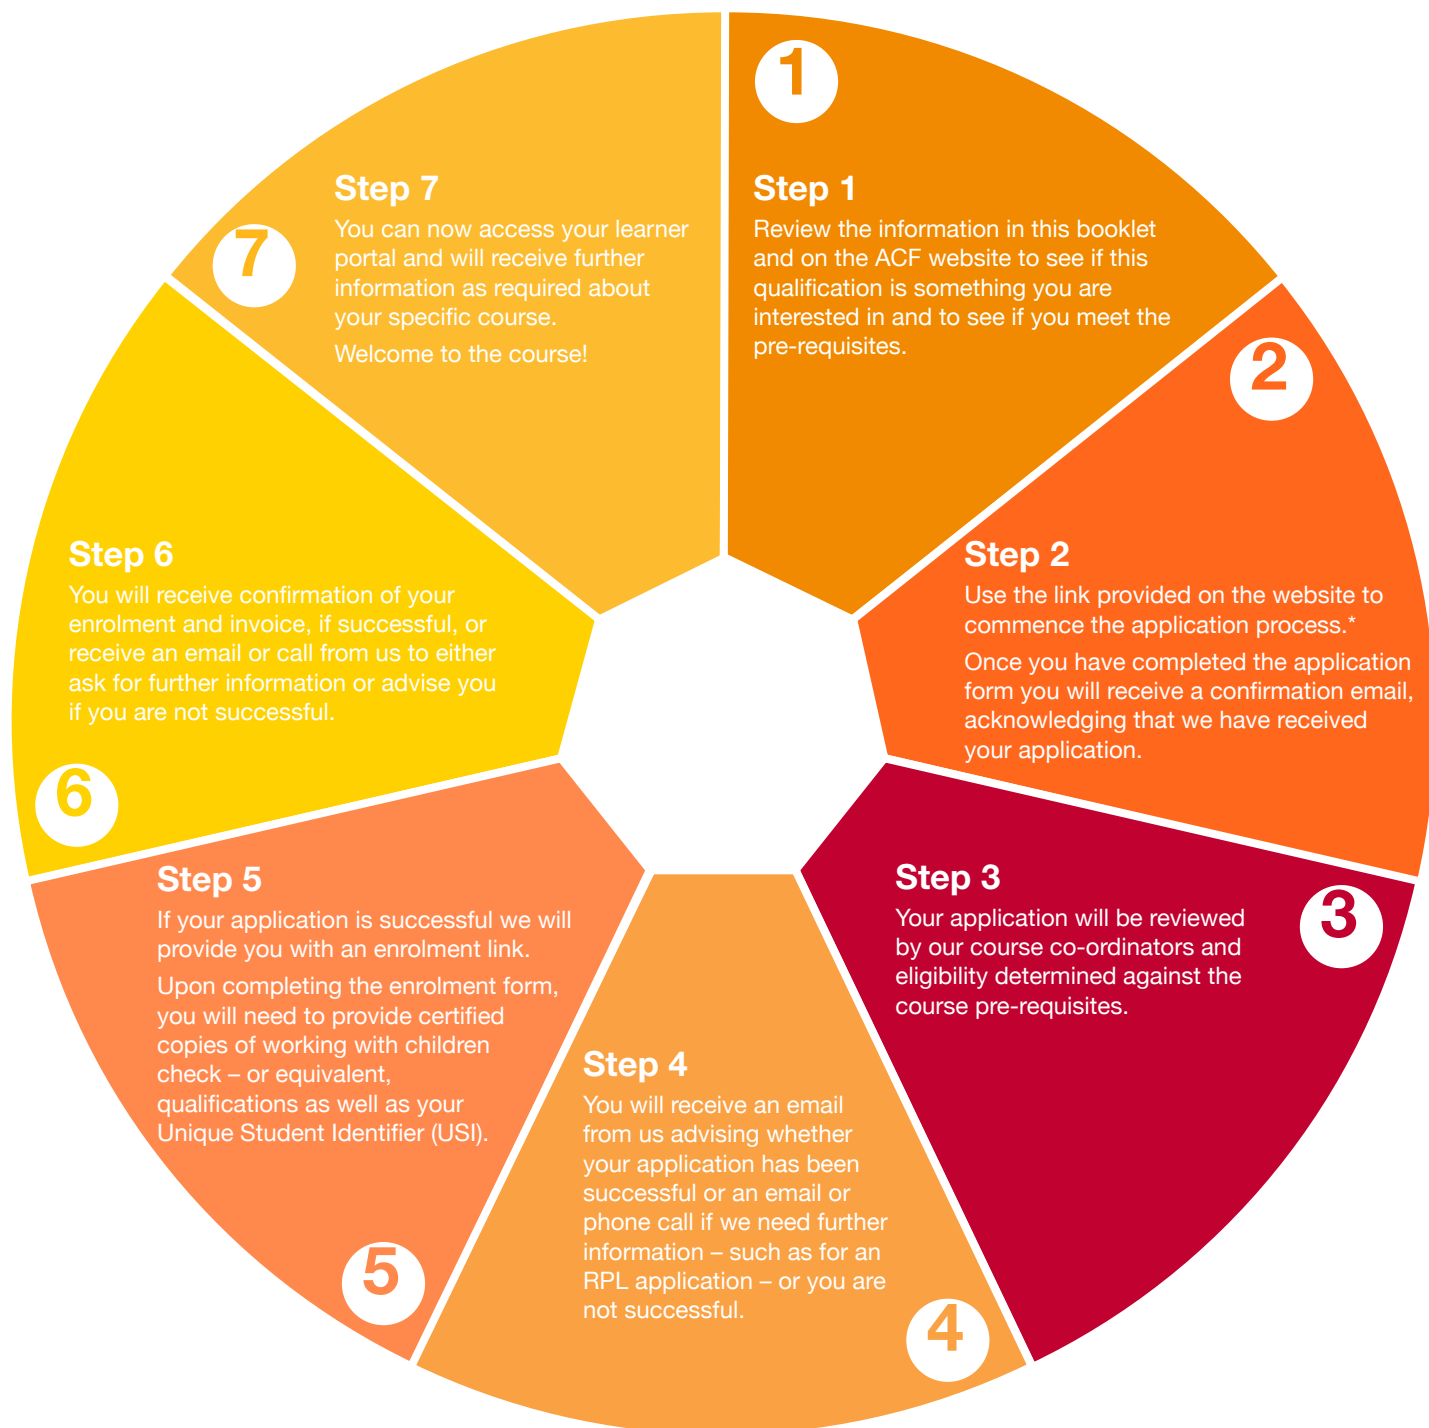 1
Step 1
Review the information in this booklet
and on the ACF website to see if this
qualification is something you are
interested in and to see if you meet the
pre-requisites.
2
Step 2
Use the link provided on the website to
commence the application process.*
Once you have completed the application
form you will receive a confirmation email,
acknowledging that we have received
your application.
3
Step 3
Your application will be reviewed
by our course co-ordinators and
eligibility determined against the
course pre-requisites.
4
Step 4
You will receive an email
from us advising whether
your application has been
successful or an email or
phone call if we need further
information – such as for an
RPL application – or you are
not successful.
5
Step 5
If your application is successful we will
provide you with an enrolment link.
Upon completing the enrolment form,
you will need to provide certified
copies of working with children
check – or equivalent,
qualifications as well as your
Unique Student Identifier (USI).
6
Step 6
You will receive confirmation of your
enrolment and invoice, if successful, or
receive an email or call from us to either
ask for further information or advise you
if you are not successful.
7
Step 7
You can now access your learner
portal and will receive further
information as required about
your specific course.
Welcome to the course!